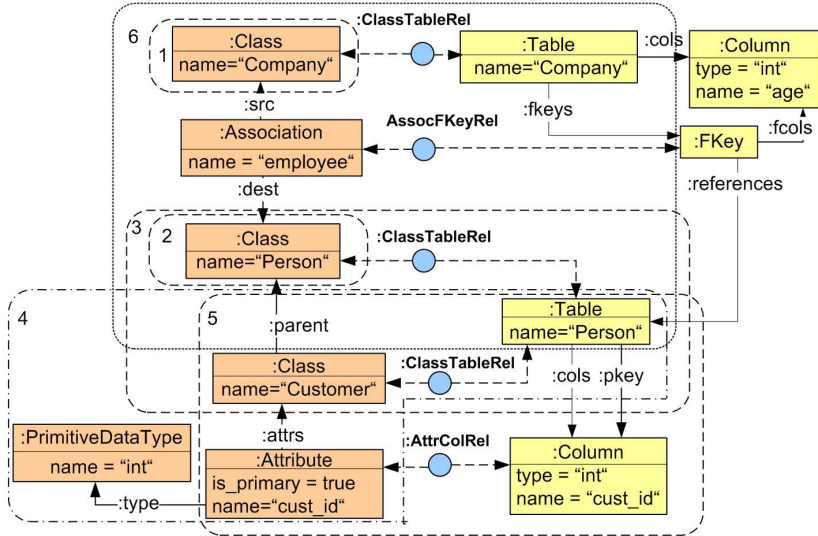 :ClassTableRel
6
1
:Class
name=“Company“
:Table
name=“Company“
:cols
:Column
type = “int“
name = “age“
:src
:fkeys
AssocFKeyRel
:Association
name = “employee“
:FKey
:fcols
:dest
:references
3
2
:Class
name=“Person“
:ClassTableRel
4
5
:Table
name=“Person“
:parent
:Class
name=“Customer“
:ClassTableRel
:cols
:pkey
:attrs
:PrimitiveDataType
name = “int“
:AttrColRel
:Attribute
is_primary = true
name=“cust_id“
:Column
type = “int“
name = “cust_id“
:type